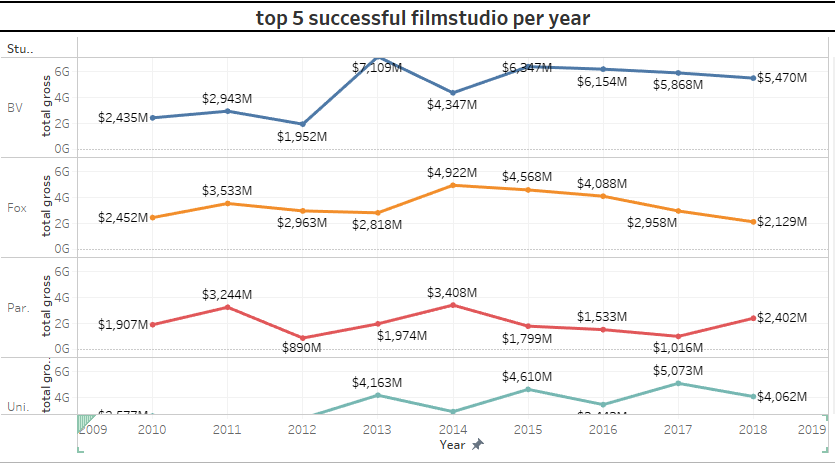 top 5 successful filmstudio per year
Stu..
BV
total gross
6G
4G
2G
0G
$2,435M
$2,943M
$1,952M
$7,109M
$4,347M
$6,347M
$6,154M
$5,868M
$5,470M
Fox
total gross
6G
4G
2G
0G
$2,452M
$3,533M
$2,963M
$2,818M
$4,922M
$4,568M
$4,088M
$2,958M
$2,129M
Par.
total gross
6G
4G
2G
0G
$1,907M
$3,244M
$890M
$1,974M
$3,408M
$1,799M
$1,533M
$1,016M
$2,402M
Uni.
total gro..
6G
4G
$4,163M
$4,610M
$5,073M
$4,062M
2009 2010 2011 2012 2013 2014 2015 2016 2017 2018 2019
Year